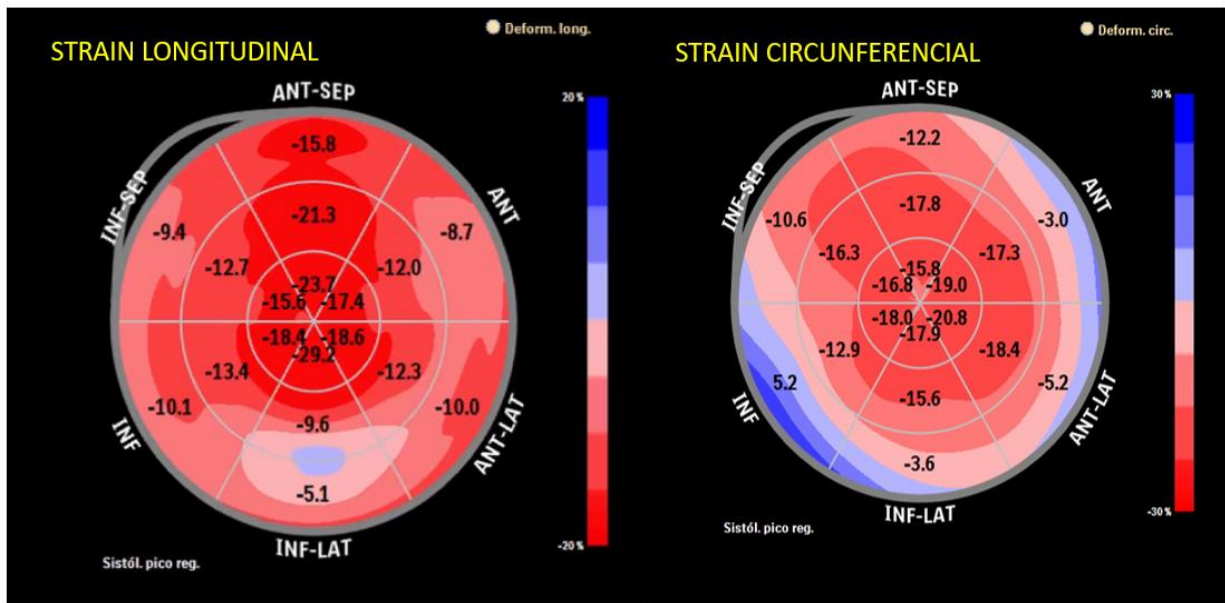 STRAIN LONGITUDINAL
Deform. long.
20%
ANT-SEP
-15.8
INF-SEP
ANT
-21.3
-9.4
-8.7
-12.7
-12.0
-23.7
-15.6
-17.4
-18.4
-18.6
-29.2
-13.4
-12.3
-10.1
-10.0
-9.6
INF
ANT-LAT
-5.1
INF-LAT
-20%
Sistól. pico reg.
STRAIN CIRCUNFERENCIAL
Deform. circ.
30%
ANT-SEP
-12.2
INF-SEP
ANT
-17.8
-10.6
-3.0
-16.3
-17.3
-15.8
-16.8
-19.0
-18.0
-20.8
-17.9
-12.9
-18.4
5.2
-5.2
-15.6
INF
ANT-LAT
-3.6
INF-LAT
-30%
Sistól. pico reg.